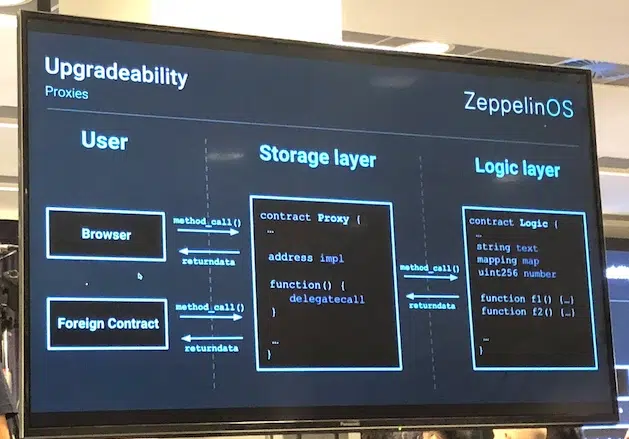 Upgradeability
Proxies
ZeppelinOS
User
Storage layer
Logic layer
Browser
Foreign Contract
method_call()
returndata
method_call()
returndata
contract Proxy {
…
address impl
function() {
delegatecall
}
…
}
method_call()
returndata
contract Logic {
…
string text
mapping map
uint256 number
function f1() {…}
function f2() {…}
…
}
Panasonic